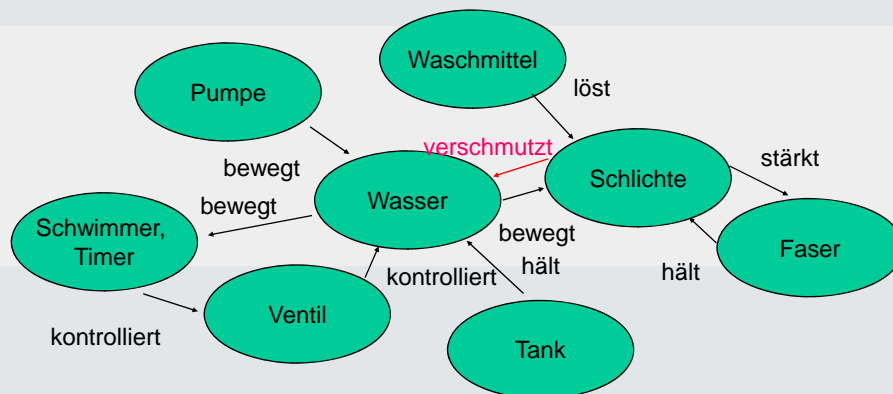 Waschmittel
Pumpe
löst
verschmutzt
stärkt
bewegt
Schlichte
bewegt
Wasser
Schwimmer,
Timer
bewegt
Faser
hält
hält
kontrolliert
Ventil
kontrolliert
Tank